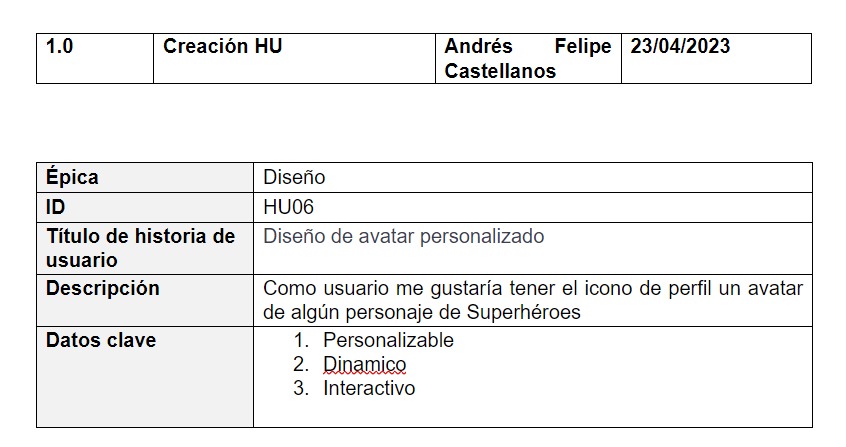 1.0 Creación HU Andrés Felipe 23/04/2023
Castellanos
Épica Diseño
ID HU06
Título de historia de Diseño de avatar personalizado
usuario
Descripción Como usuario me gustaría tener el icono de perfil un avatar
de algún personaje de Superhéroes
Datos clave 1. Personalizable
2. Dinamico
3. Interactivo